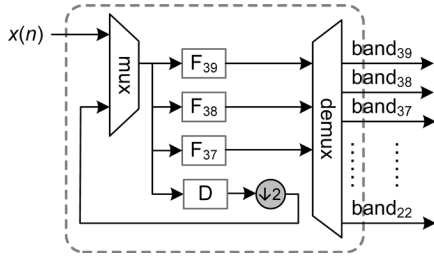 x(n)
mux
F39
F38
F37
D
↓2
demux
band39
band38
band37
band22